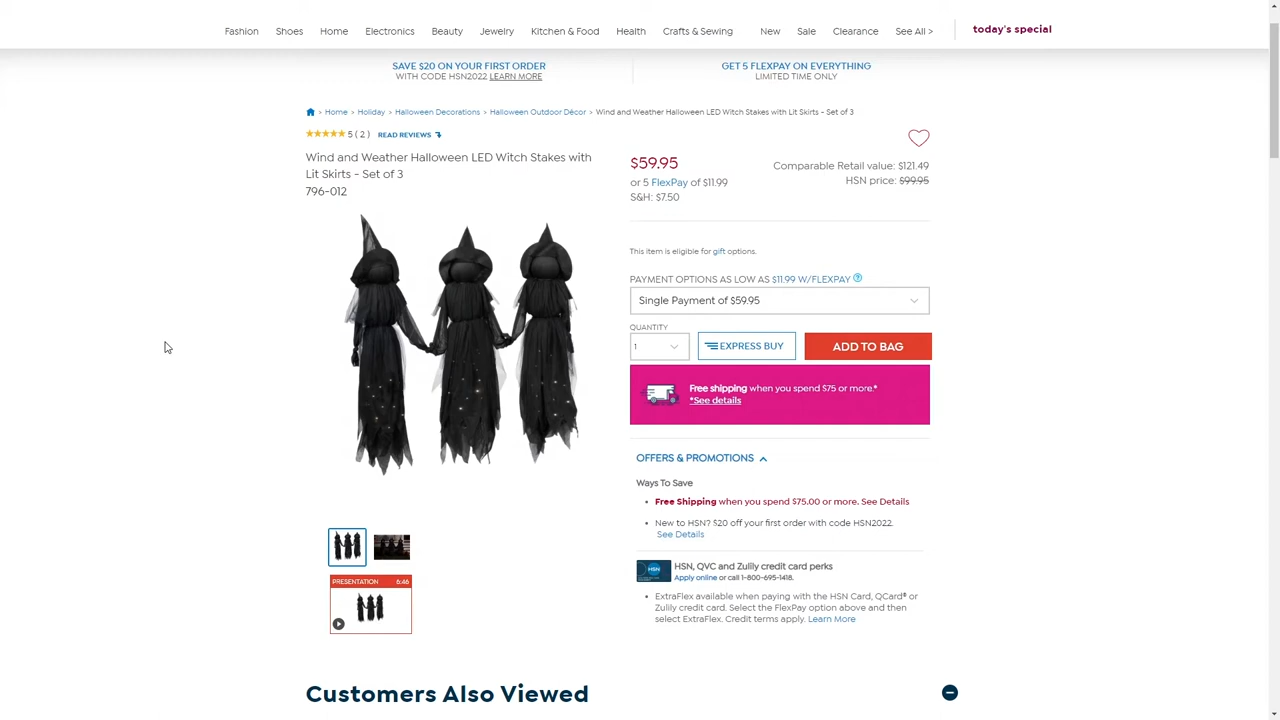 Fashion Shoes Home Electronics Beauty Jewelry Kitchen & Food Health Crafts & Sewing New Sale Clearance See All > today's special
SAVE $20 ON YOUR FIRST ORDER
WITH CODE HSN2022 LEARN MORE
GET 5 FLEXPAY ON EVERYTHING
LIMITED TIME ONLY
> Home > Holiday > Halloween Decorations > Halloween Outdoor Décor > Wind and Weather Halloween LED Witch Stakes with Lit Skirts - Set of 3
5 ( 2 ) READ REVIEWS
Wind and Weather Halloween LED Witch Stakes with
Lit Skirts - Set of 3
796-012
PRESENTATION 6:46
$59.95
or 5 FlexPay of $11.99
S&H: $7.50
Comparable Retail value: $121.49
HSN price: $99.95
This item is eligible for gift options.
PAYMENT OPTIONS AS LOW AS $11.99 W/FLEXPAY ?
Single Payment of $59.95
QUANTITY
1 EXPRESS BUY ADD TO BAG
Free shipping when you spend $75 or more.*
*See details
OFFERS & PROMOTIONS
Ways To Save
• Free Shipping when you spend $75.00 or more. See Details
• New to HSN? $20 off your first order with code HSN2022.
See Details
HSN
HSN, QVC and Zulily credit card perks
Apply online or call 1-800-695-1418.
• ExtraFlex available when paying with the HSN Card, QCard® or
Zulily credit card. Select the FlexPay option above and then
select ExtraFlex. Credit terms apply. Learn More
Customers Also Viewed